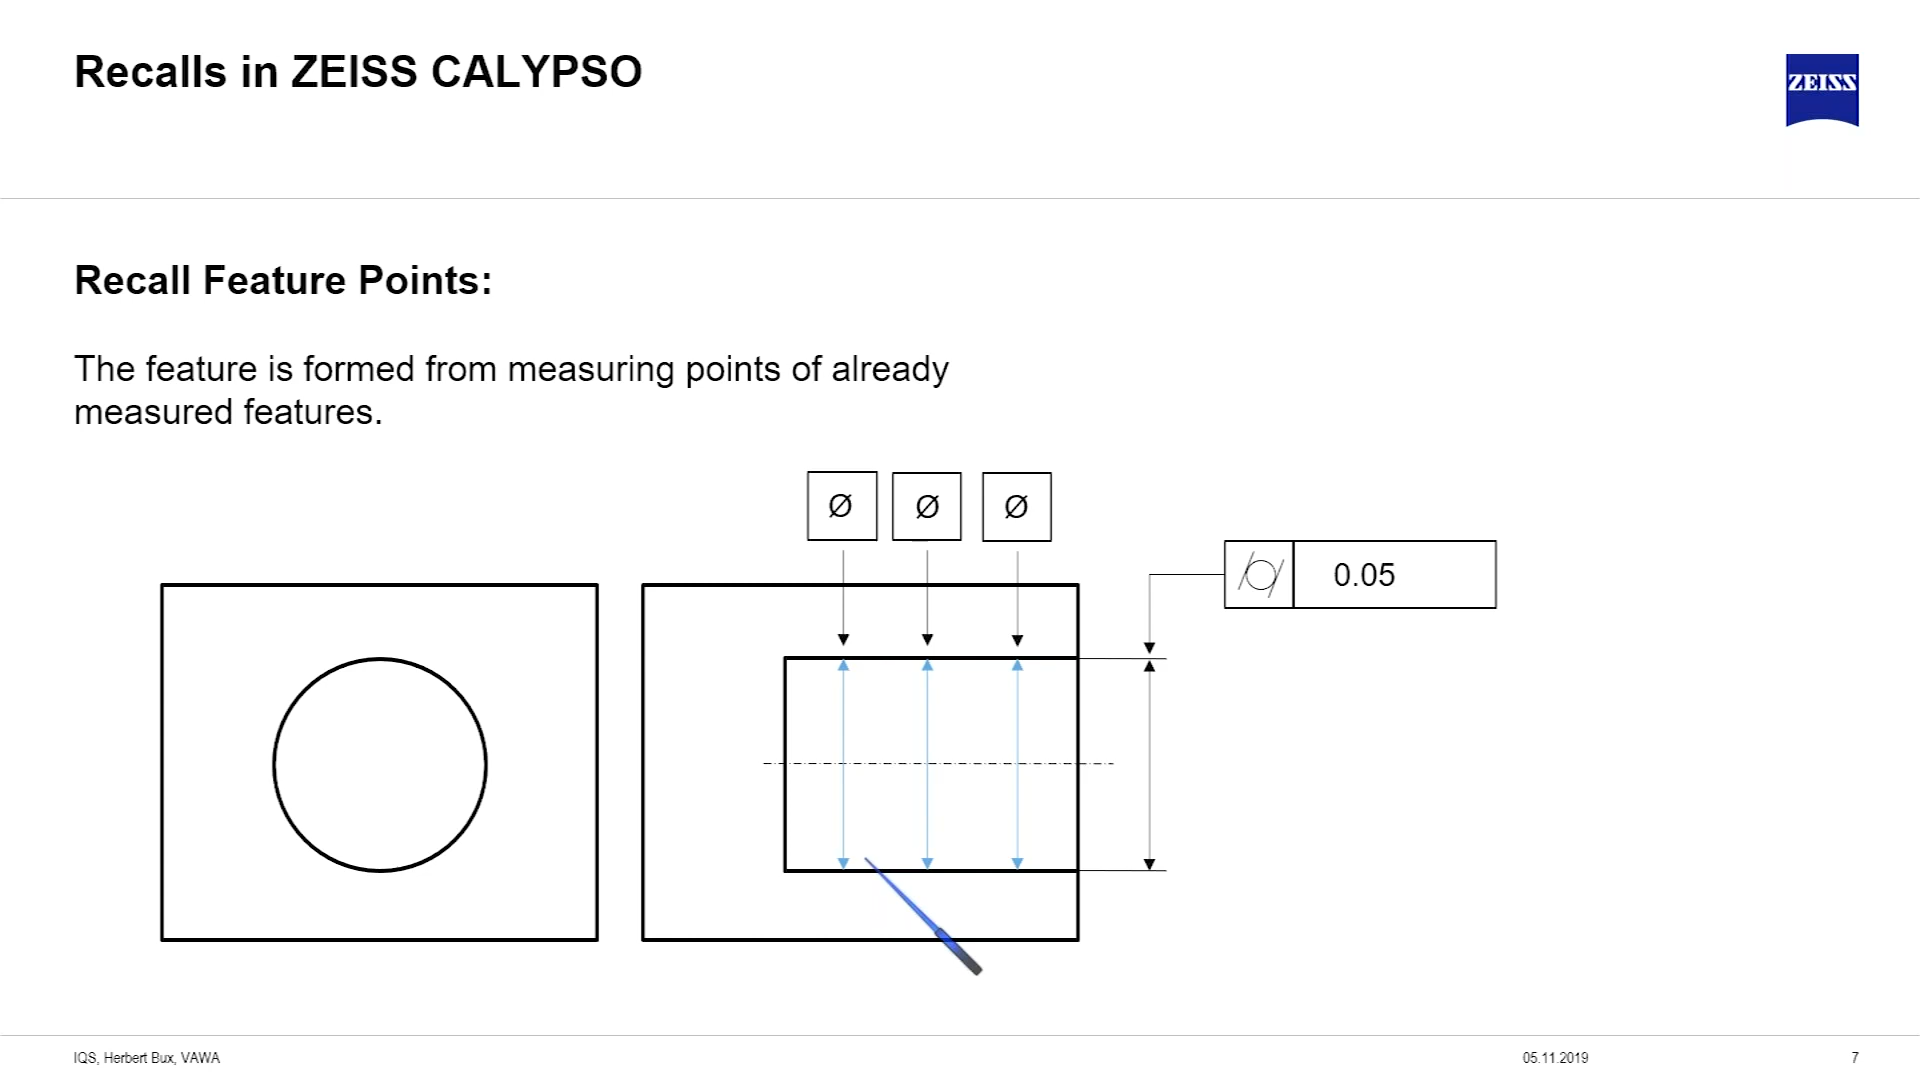 Recalls in ZEISS CALYPSO
ZEISS
Recall Feature Points:
The feature is formed from measuring points of already
measured features.
Ø Ø Ø
0.05
IQS, Herbert Bux, VAWA
05.11.2019
7